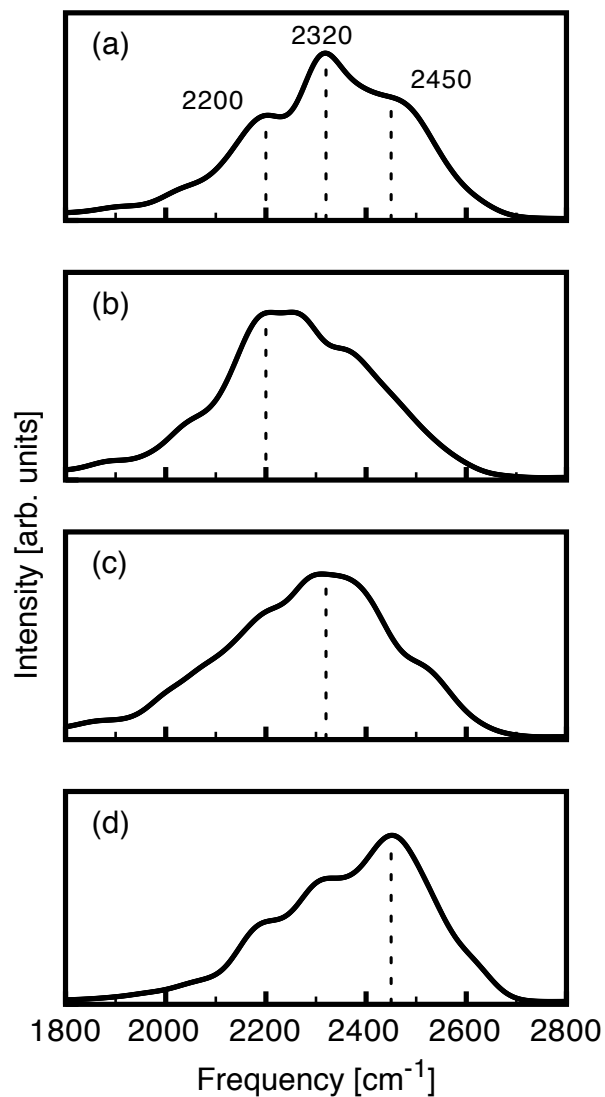 (a)
2320
2200
2450
(b)
(c)
(d)
Intensity [arb. units]
1800 2000 2200 2400 2600 2800
Frequency [cm⁻¹]